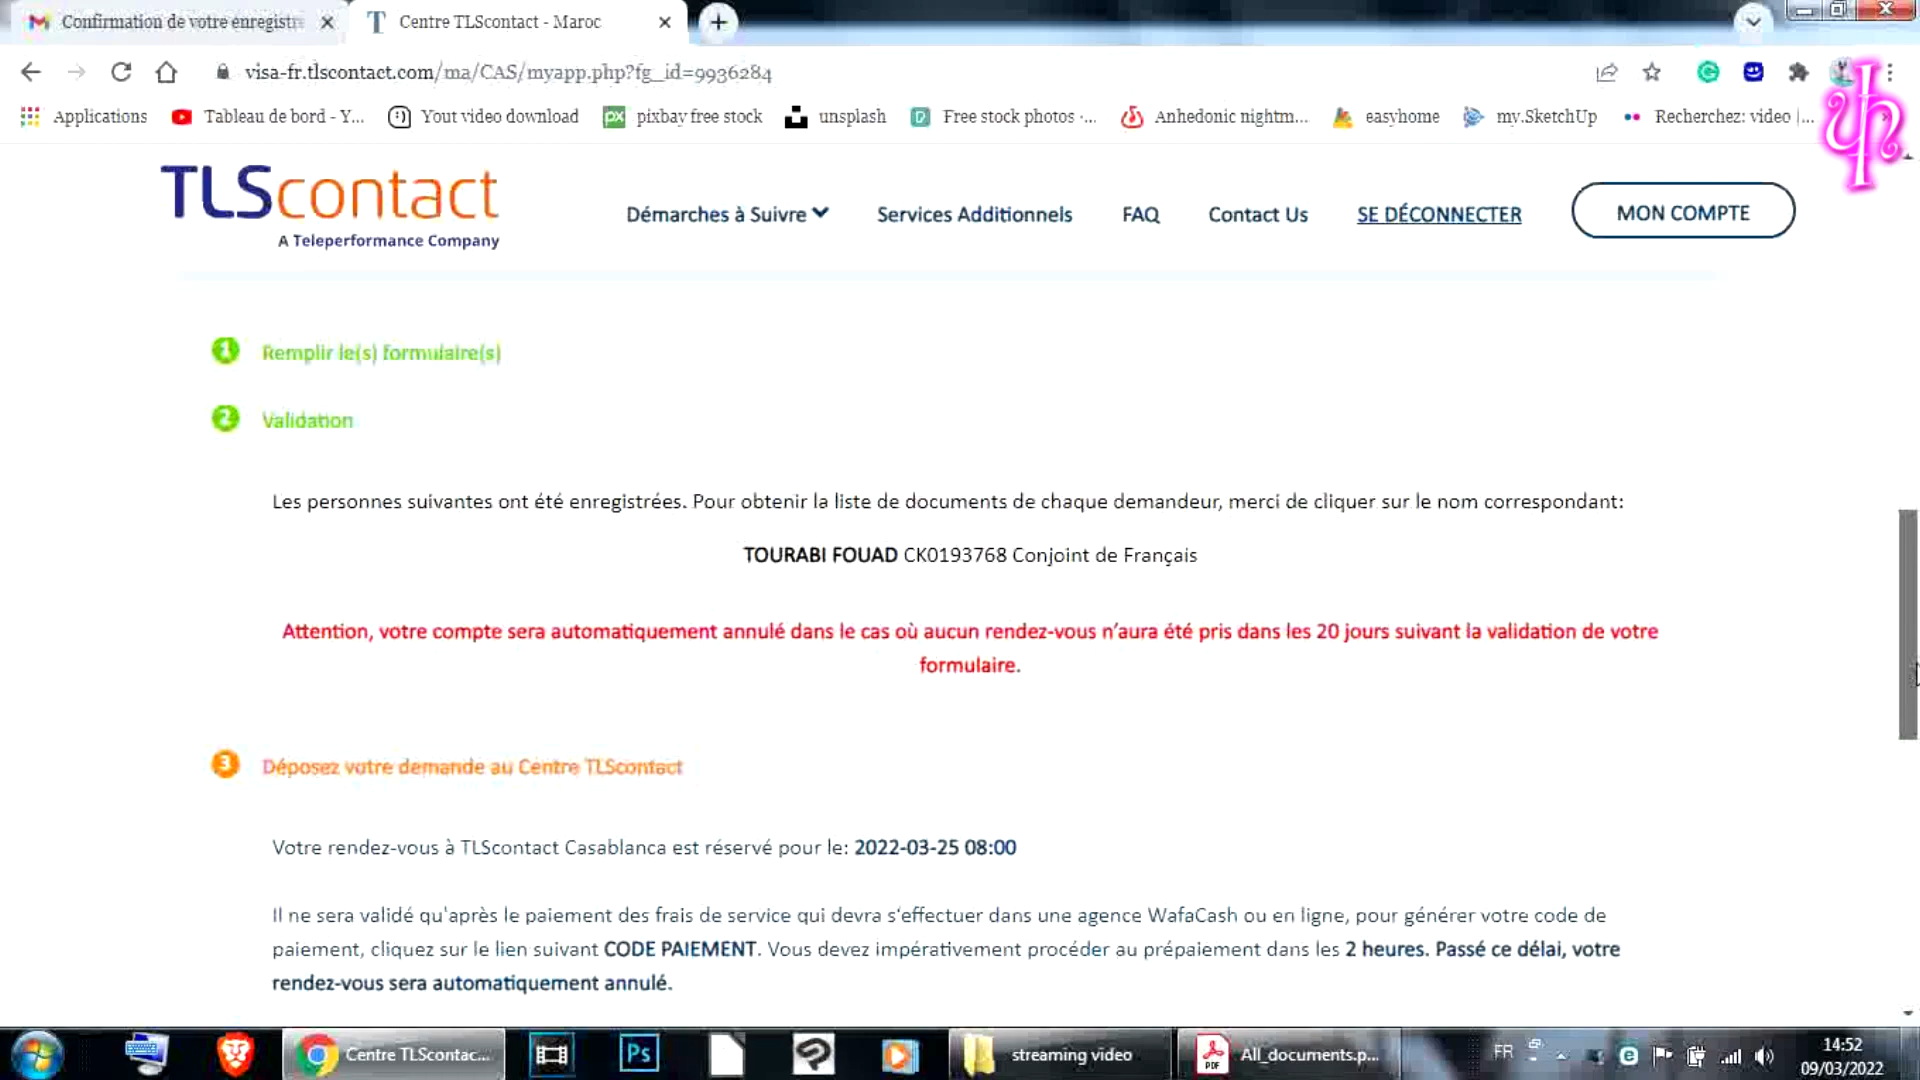 Confirmation de votre enregistre
Centre TLScontact - Maroc
visa-fr.tlscontact.com/ma/CAS/myapp.php?fg_id=9936284
Applications
Tableau de bord - Y...
Yout video download
pixbay free stock
unsplash
Free stock photos ·...
Anhedonic nightm...
easyhome
my.SketchUp
Recherchez: video |...
TLScontact
A Teleperformance Company
Démarches à Suivre
Services Additionnels
FAQ
Contact Us
SE DÉCONNECTER
MON COMPTE
1 Remplir le(s) formulaire(s)
2 Validation
Les personnes suivantes ont été enregistrées. Pour obtenir la liste de documents de chaque demandeur, merci de cliquer sur le nom correspondant:
TOURABI FOUAD CK0193768 Conjoint de Français
Attention, votre compte sera automatiquement annulé dans le cas où aucun rendez-vous n’aura été pris dans les 20 jours suivant la validation de votre
formulaire.
3 Déposez votre demande au Centre TLScontact
Votre rendez-vous à TLScontact Casablanca est réservé pour le: 2022-03-25 08:00
Il ne sera validé qu'après le paiement des frais de service qui devra s’effectuer dans une agence WafaCash ou en ligne, pour générer votre code de
paiement, cliquez sur le lien suivant CODE PAIEMENT. Vous devez impérativement procéder au prépaiement dans les 2 heures. Passé ce délai, votre
rendez-vous sera automatiquement annulé.
Centre TLScontac...
Ps
streaming video
PDF
All_documents.p...
FR
14:52
09/03/2022